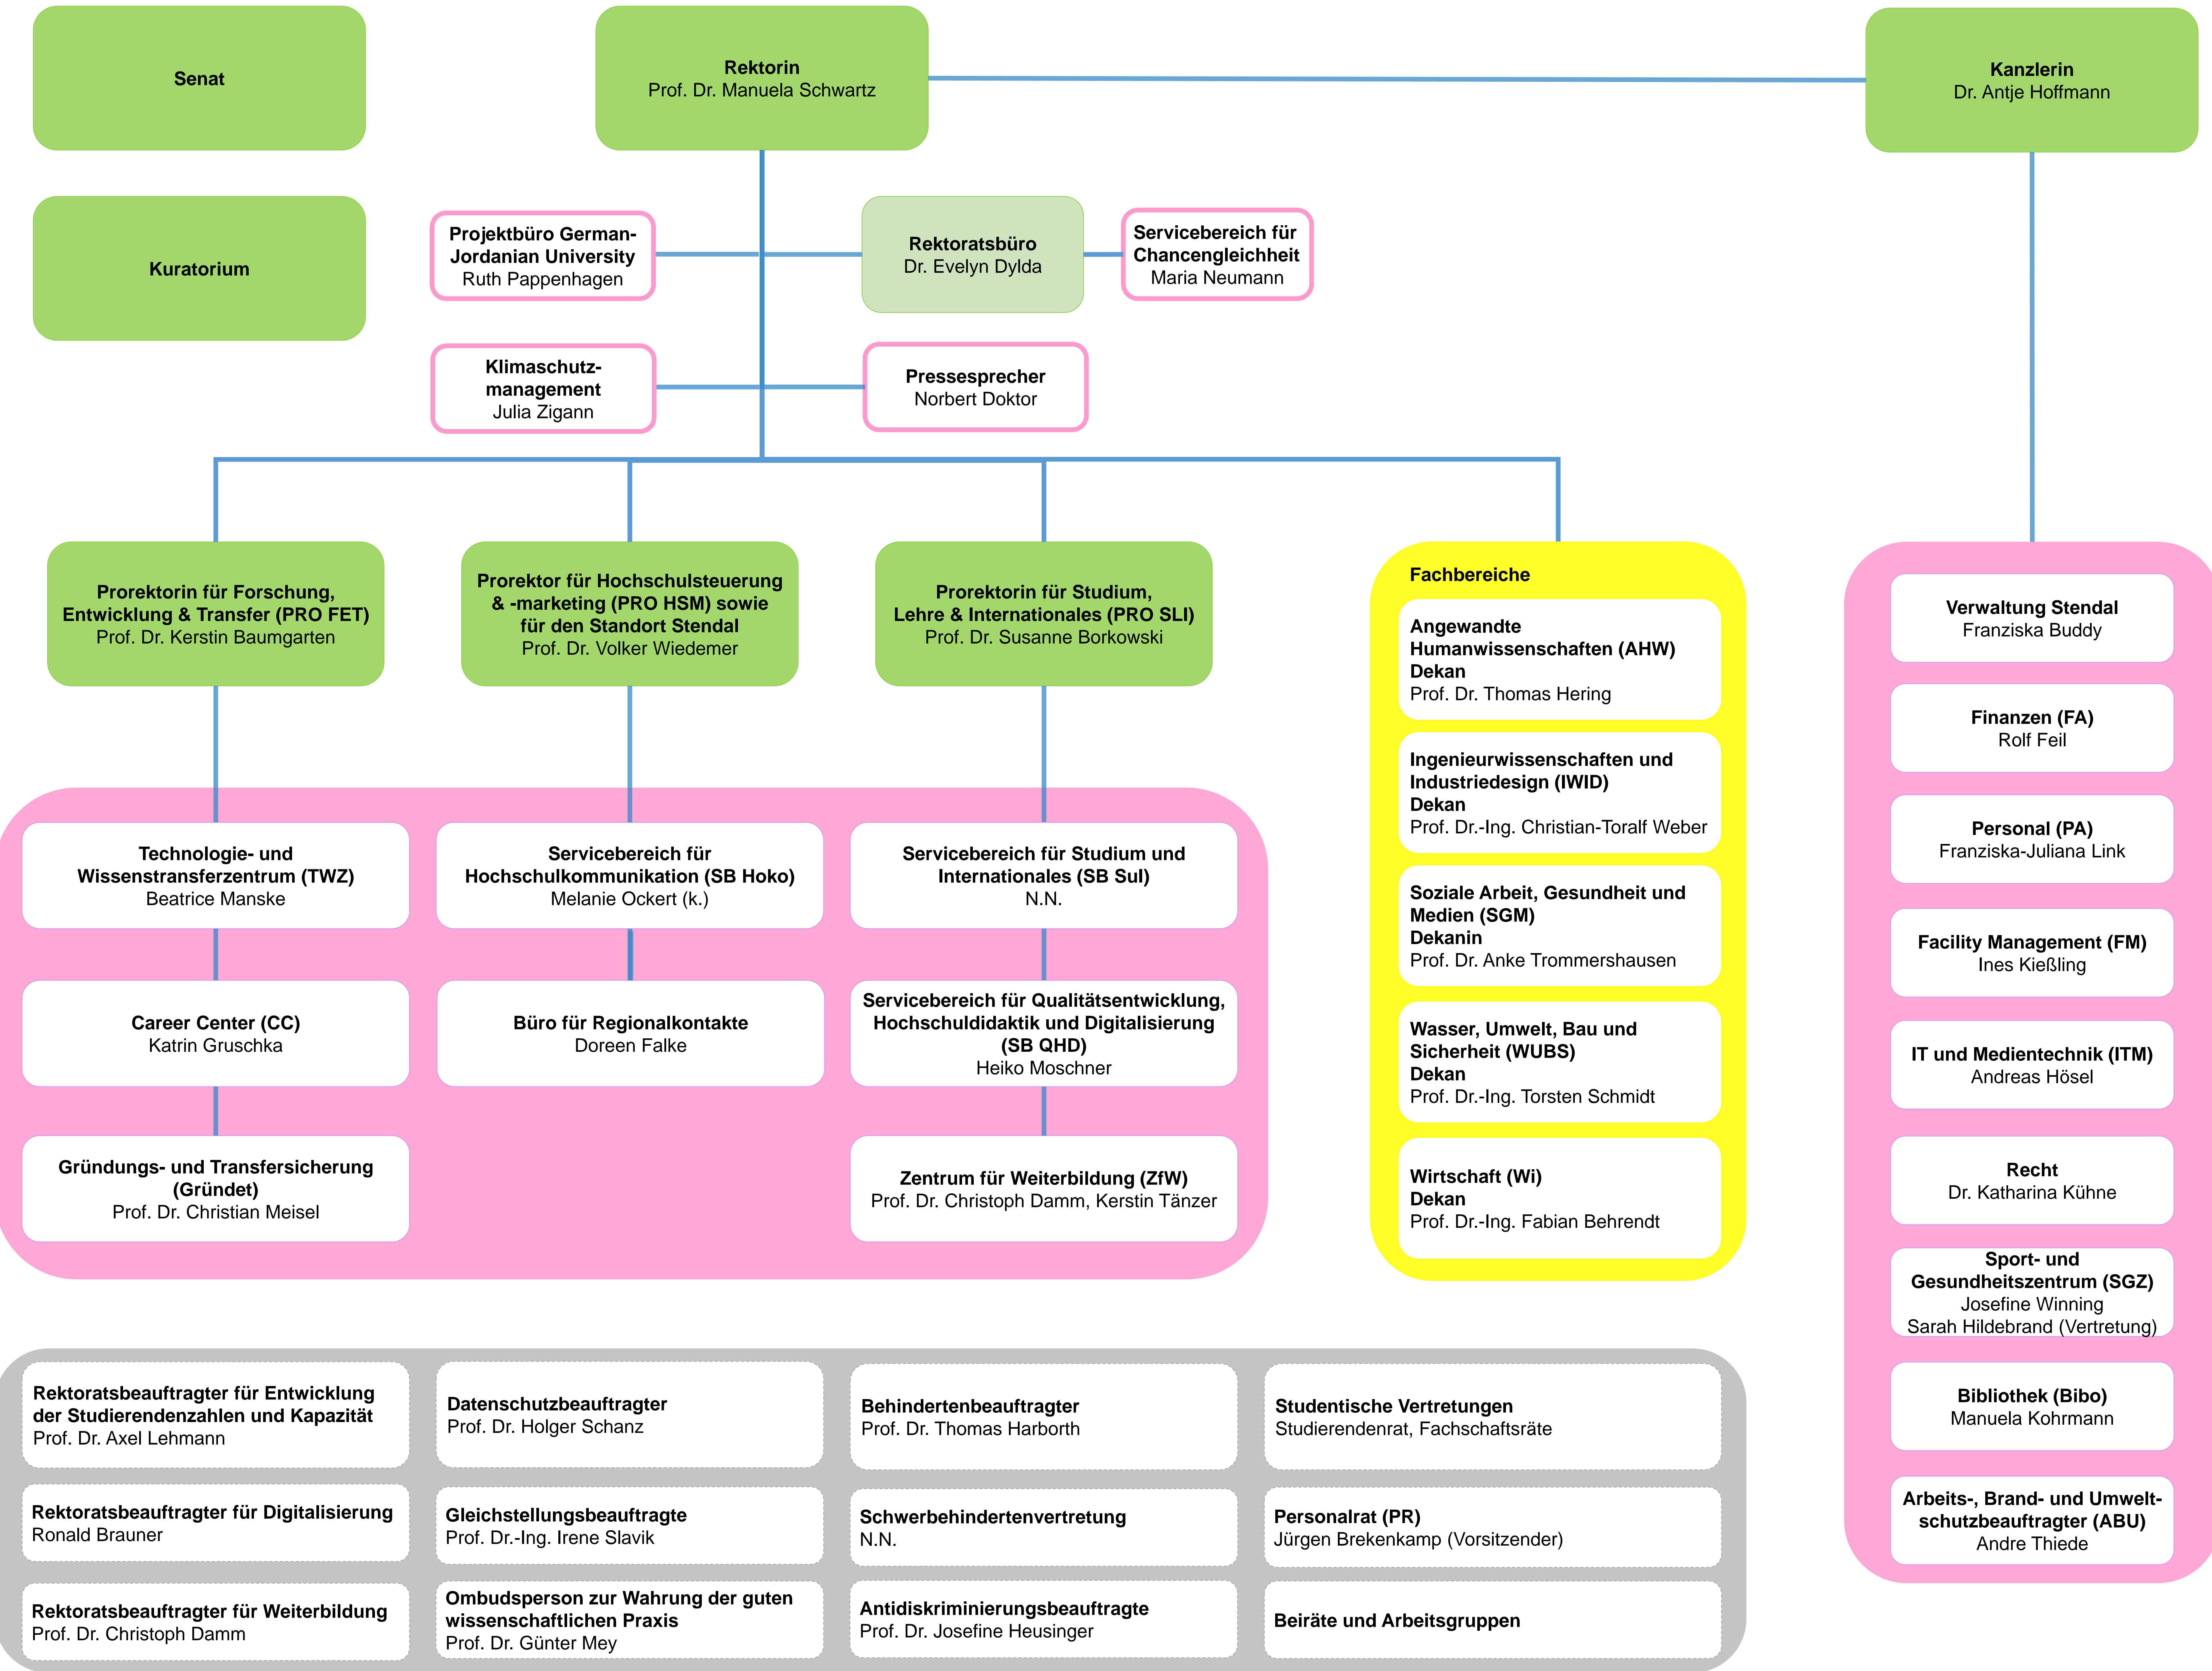 Senat
Rektorin
Prof. Dr. Manuela Schwartz
Kanzlerin
Dr. Antje Hoffmann
Kuratorium
Projektbüro German-
Jordanian University
Ruth Pappenhagen
Rektoratsbüro
Dr. Evelyn Dylda
Servicebereich für
Chancengleichheit
Maria Neumann
Klimaschutz-
management
Julia Zigann
Pressesprecher
Norbert Doktor
Prorektorin für Forschung,
Entwicklung & Transfer (PRO FET)
Prof. Dr. Kerstin Baumgarten
Prorektor für Hochschulsteuerung
& -marketing (PRO HSM) sowie
für den Standort Stendal
Prof. Dr. Volker Wiedemer
Prorektorin für Studium,
Lehre & Internationales (PRO SLI)
Prof. Dr. Susanne Borkowski
Technologie- und
Wissenstransferzentrum (TWZ)
Beatrice Manske
Servicebereich für
Hochschulkommunikation (SB Hoko)
Melanie Ockert (k.)
Servicebereich für Studium und
Internationales (SB SuI)
N.N.
Career Center (CC)
Katrin Gruschka
Büro für Regionalkontakte
Doreen Falke
Servicebereich für Qualitätsentwicklung,
Hochschuldidaktik und Digitalisierung
(SB QHD)
Heiko Moschner
Gründungs- und Transfersicherung
(Gründet)
Prof. Dr. Christian Meisel
Zentrum für Weiterbildung (ZfW)
Prof. Dr. Christoph Damm, Kerstin Tänzer
Fachbereiche
Angewandte
Humanwissenschaften (AHW)
Dekan
Prof. Dr. Thomas Hering
Ingenieurwissenschaften und
Industriedesign (IWID)
Dekan
Prof. Dr.-Ing. Christian-Toralf Weber
Soziale Arbeit, Gesundheit und
Medien (SGM)
Dekanin
Prof. Dr. Anke Trommershausen
Wasser, Umwelt, Bau und
Sicherheit (WUBS)
Dekan
Prof. Dr.-Ing. Torsten Schmidt
Wirtschaft (Wi)
Dekan
Prof. Dr.-Ing. Fabian Behrendt
Verwaltung Stendal
Franziska Buddy
Finanzen (FA)
Rolf Feil
Personal (PA)
Franziska-Juliana Link
Facility Management (FM)
Ines Kießling
IT und Medientechnik (ITM)
Andreas Hösel
Recht
Dr. Katharina Kühne
Sport- und
Gesundheitszentrum (SGZ)
Josefine Winning
Sarah Hildebrand (Vertretung)
Bibliothek (Bibo)
Manuela Kohrmann
Arbeits-, Brand- und Umwelt-
schutzbeauftragter (ABU)
Andre Thiede
Rektoratsbeauftragter für Entwicklung
der Studierendenzahlen und Kapazität
Prof. Dr. Axel Lehmann
Datenschutzbeauftragter
Prof. Dr. Holger Schanz
Behindertenbeauftragter
Prof. Dr. Thomas Harborth
Studentische Vertretungen
Studierendenrat, Fachschaftsräte
Rektoratsbeauftragter für Digitalisierung
Ronald Brauner
Gleichstellungsbeauftragte
Prof. Dr.-Ing. Irene Slavik
Schwerbehindertenvertretung
N.N.
Personalrat (PR)
Jürgen Brekenkamp (Vorsitzender)
Rektoratsbeauftragter für Weiterbildung
Prof. Dr. Christoph Damm
Ombudsperson zur Wahrung der guten
wissenschaftlichen Praxis
Prof. Dr. Günter Mey
Antidiskriminierungsbeauftragte
Prof. Dr. Josefine Heusinger
Beiräte und Arbeitsgruppen